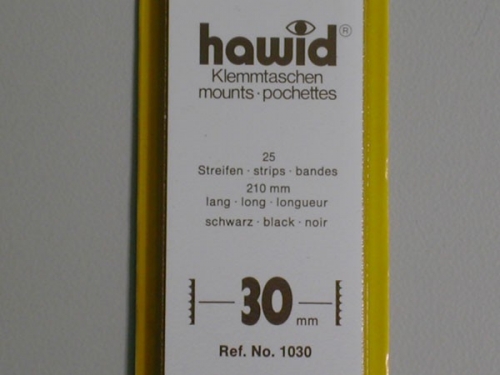 hawid®
Klemmtaschen
mounts · pochettes
25
Streifen · strips · bandes
210 mm
lang · long · longueur
schwarz · black · noir
30 mm
Ref. No. 1030